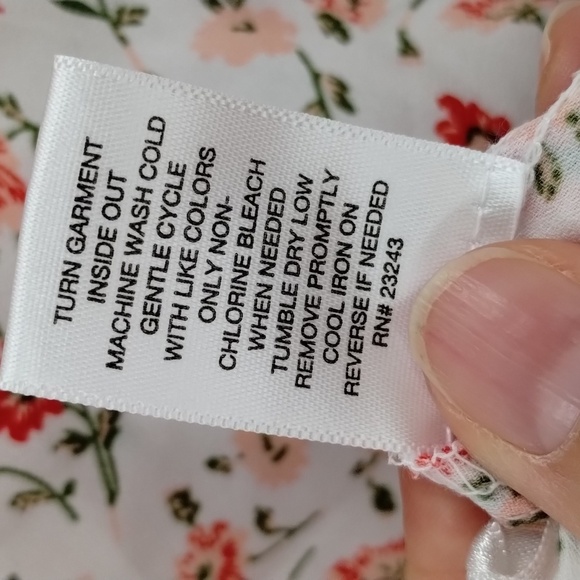 TURN GARMENT
INSIDE OUT
MACHINE WASH COLD
GENTLE CYCLE
WITH LIKE COLORS
ONLY NON-
CHLORINE BLEACH
WHEN NEEDED
TUMBLE DRY LOW
REMOVE PROMPTLY
COOL IRON ON
REVERSE IF NEEDED
RN# 23243